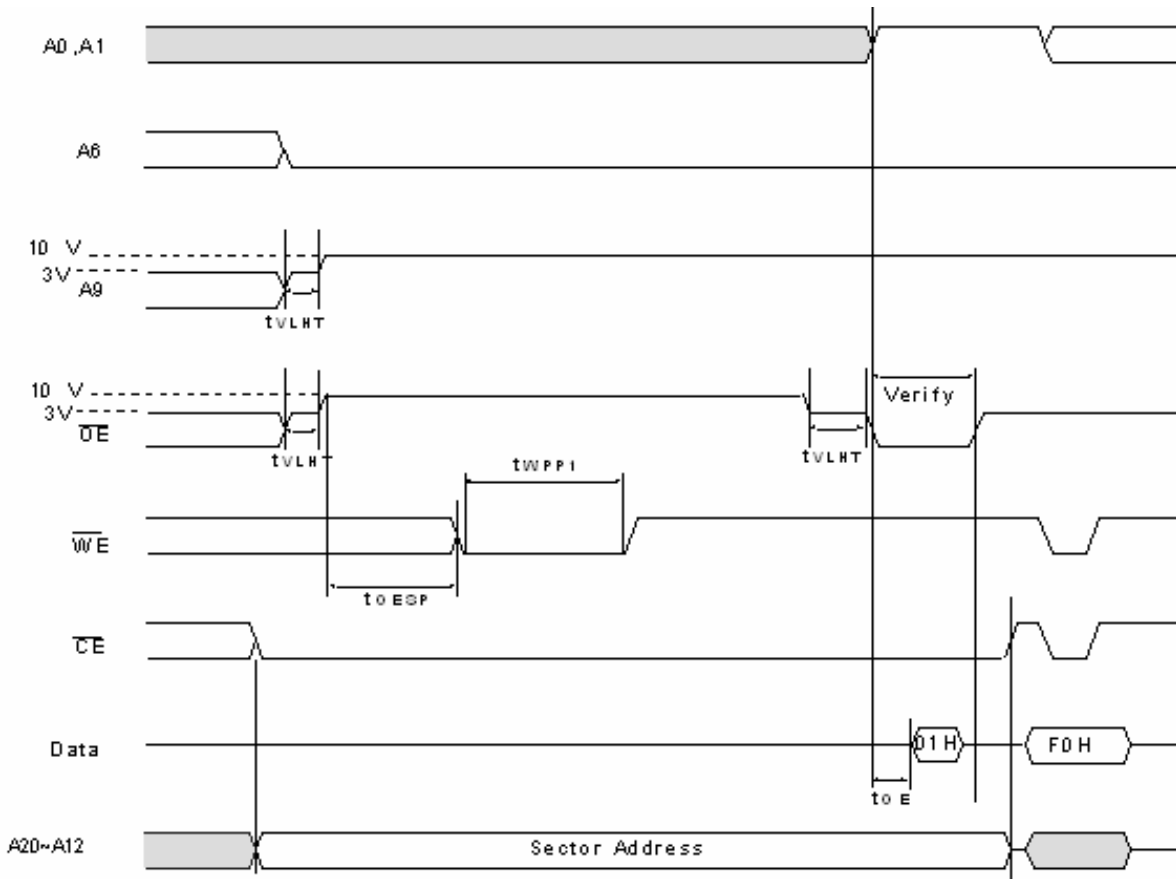 A0 ,A1
A6
10 V
3V
A9
tVLHT
10 V
3V
OE
tVLHT
tVLHT
Verify
tWPP1
WE
tOESP
CE
Data
01H
F0H
tOE
A20~A12
Sector Address